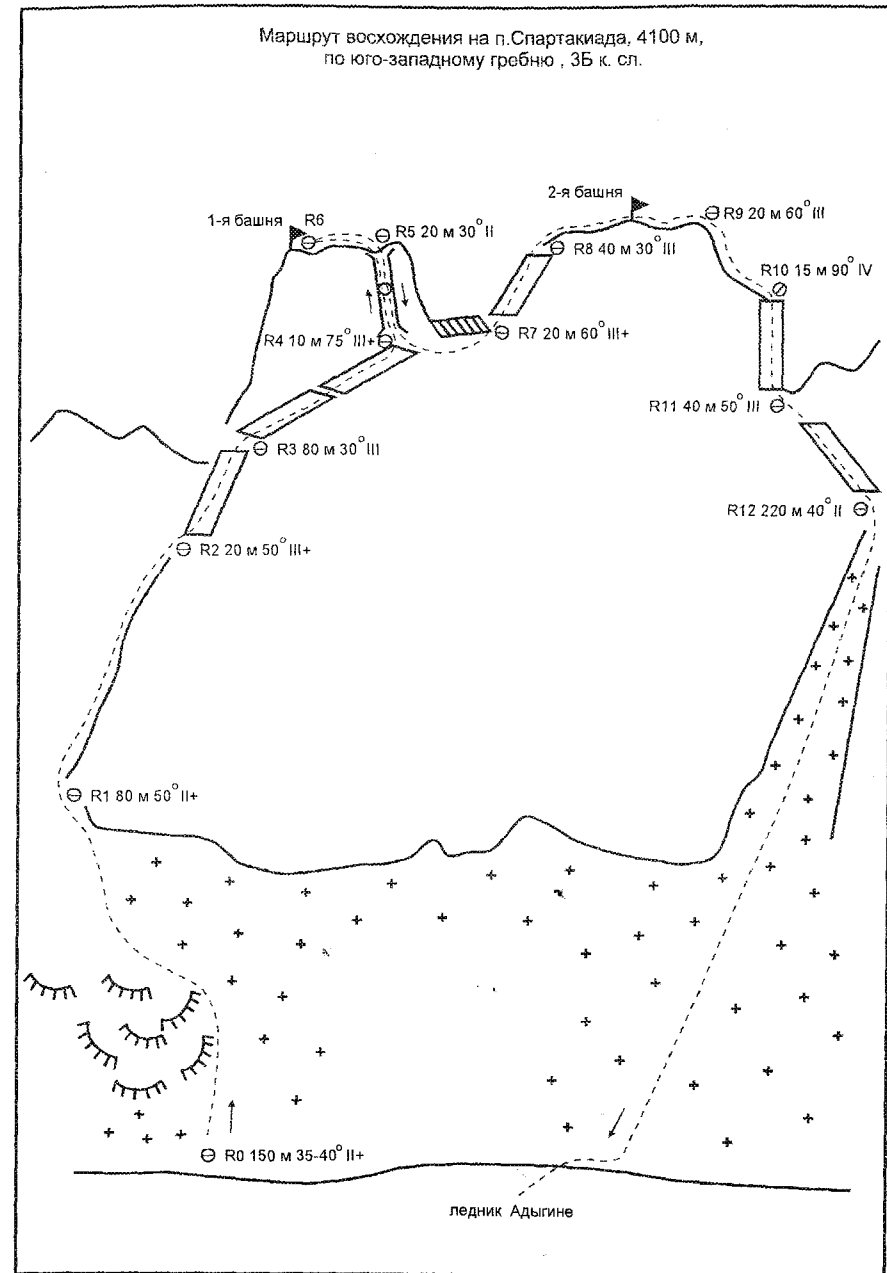 Маршрут восхождения на п.Спартакиада, 4100 м,
по юго-западному гребню , 3Б к. сл.
2-я башня
1-я башня
R6
R5 20 м 30° II
R9 20 м 60° III
R8 40 м 30° III
R10 15 м 90° IV
R4 10 м 75° III+
R7 20 м 60° III+
R11 40 м 50° III
R3 80 м 30° III
R12 220 м 40° II
R2 20 м 50° III+
R1 80 м 50° II+
R0 150 м 35-40° II+
ледник Адыгине